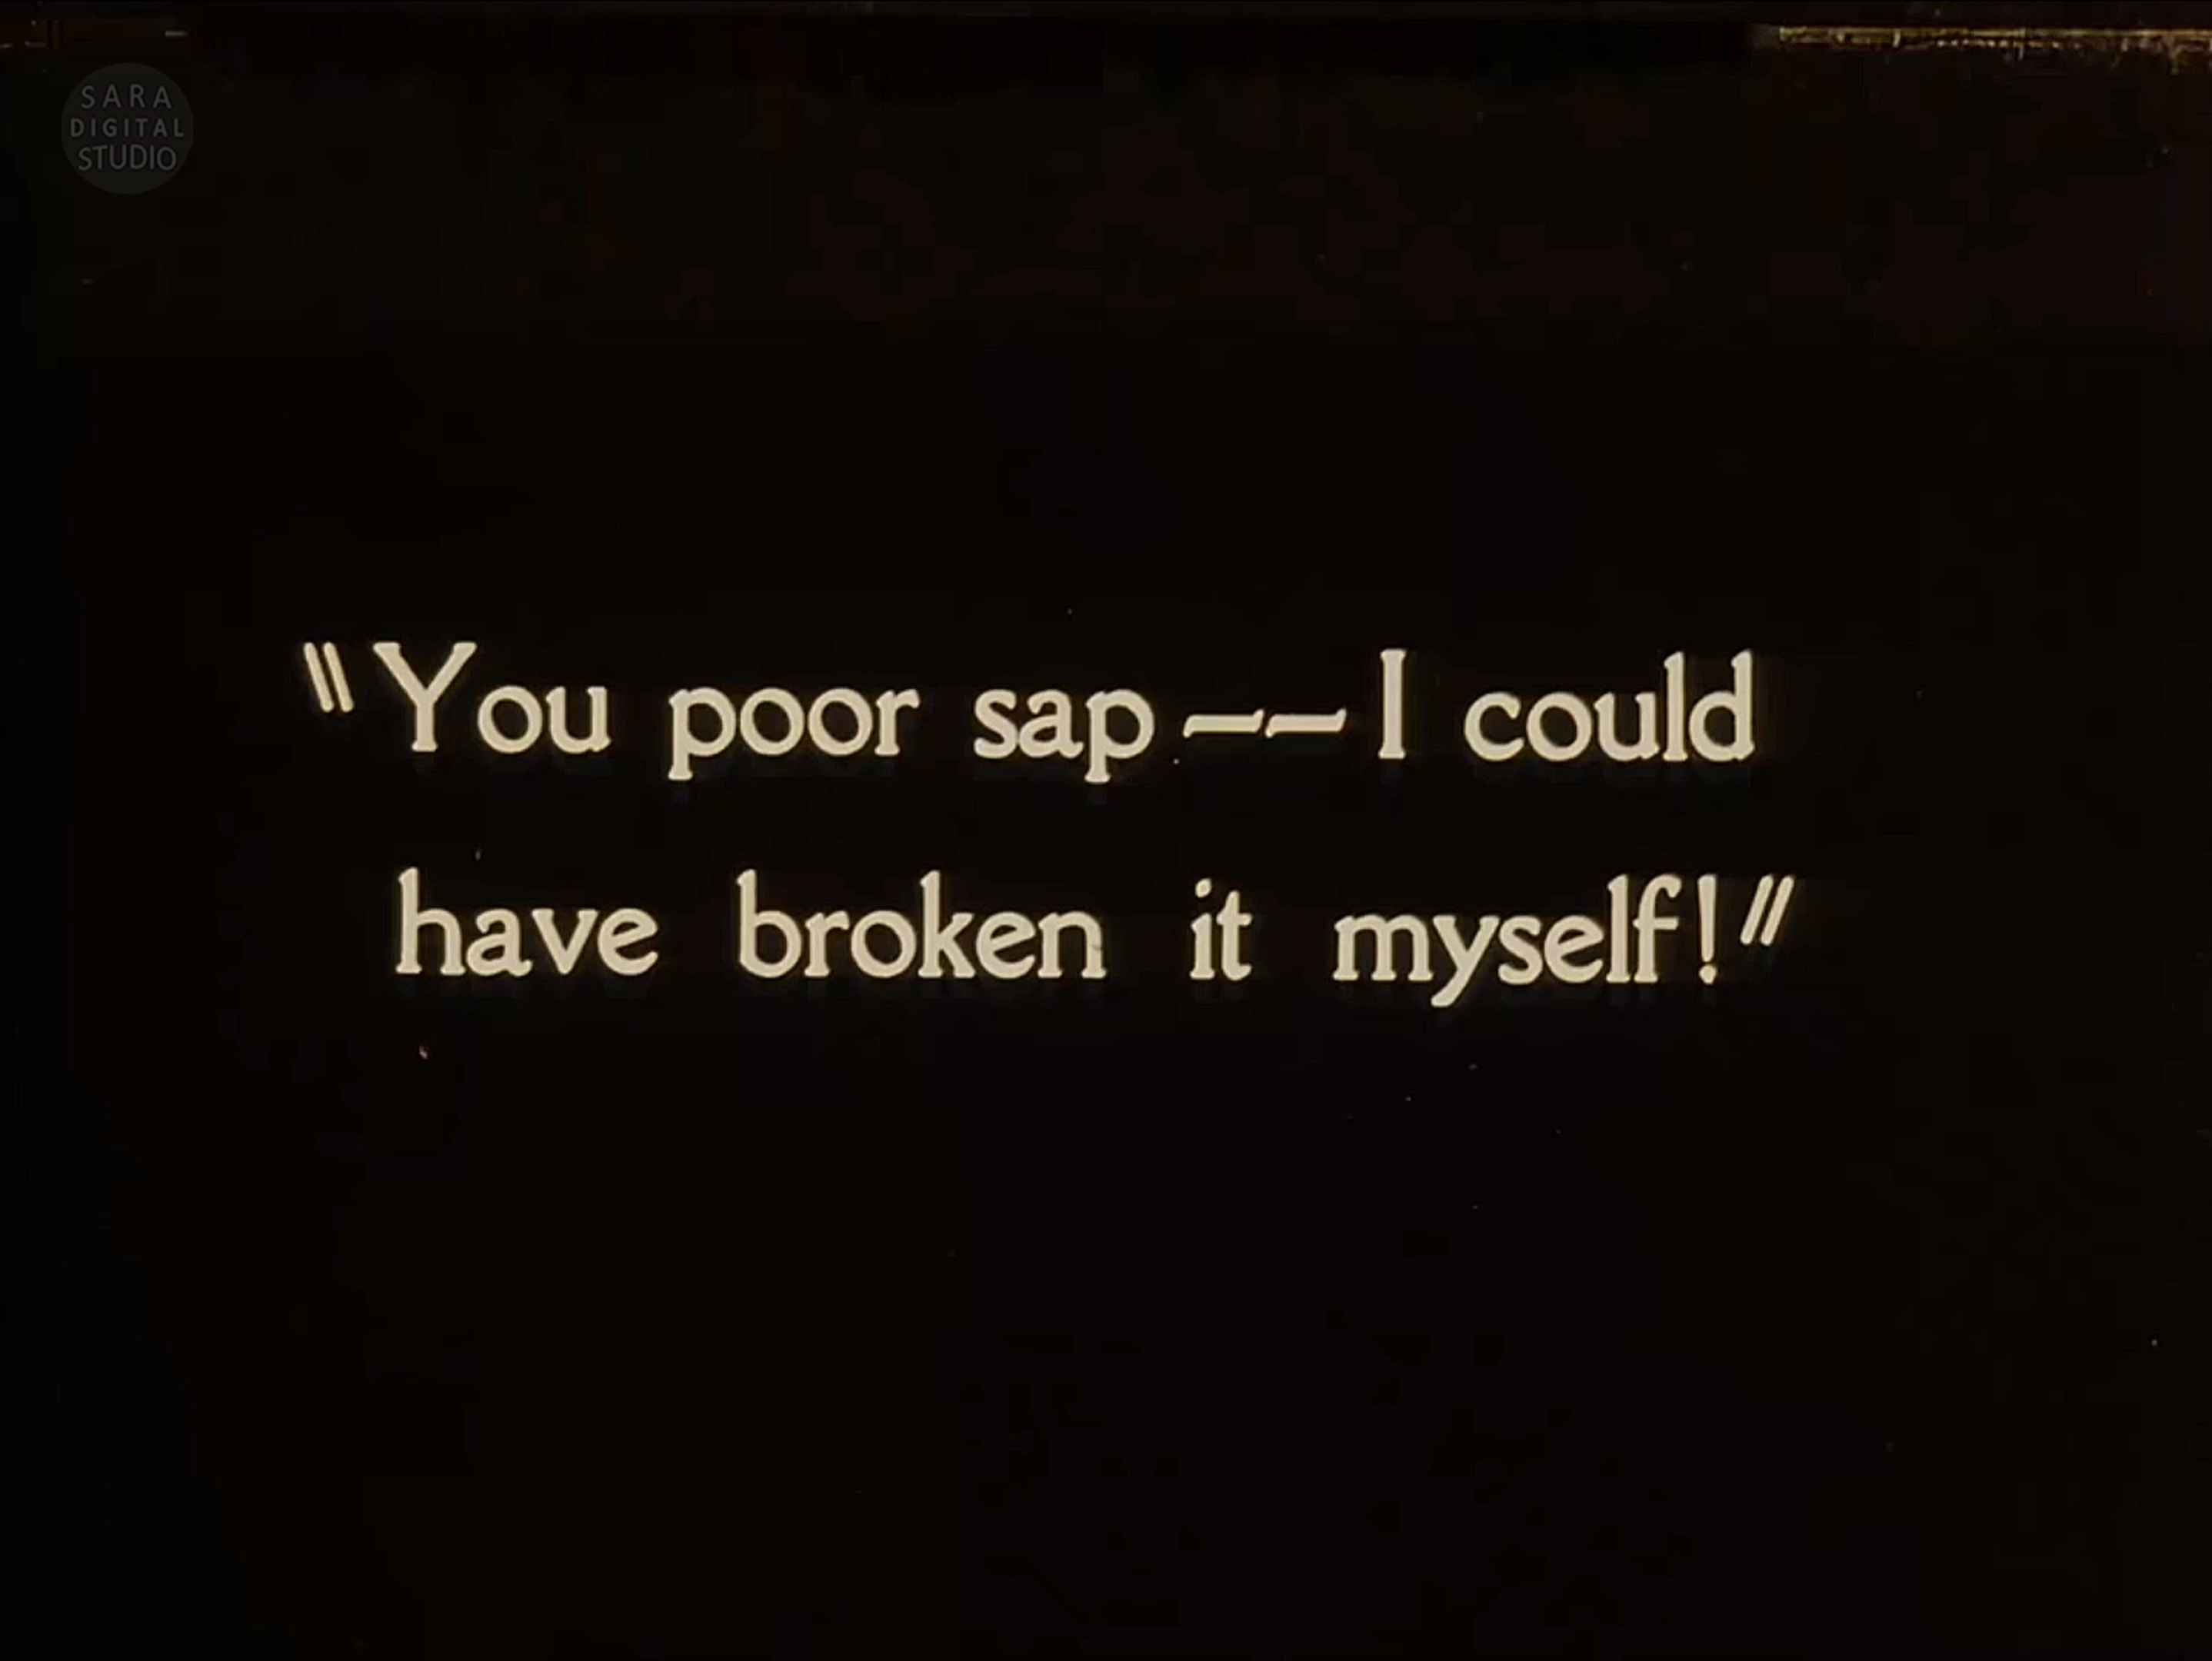 SARA
DIGITAL
STUDIO
"You poor sap -- I could
have broken it myself!"